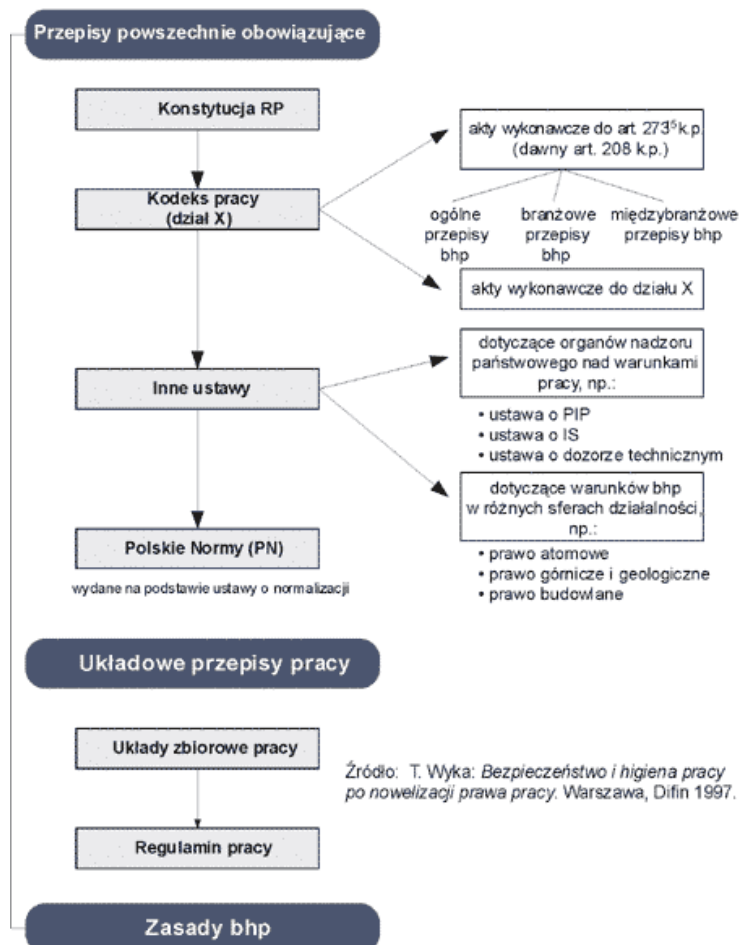 Przepisy powszechnie obowiązujące
Konstytucja RP
Kodeks pracy
(dział X)
akty wykonawcze do art. 273⁵ k.p.
(dawny art. 208 k.p.)
ogólne
przepisy
bhp
branżowe
przepisy
bhp
międzybranżowe
przepisy bhp
akty wykonawcze do działu X
Inne ustawy
dotyczące organów nadzoru
państwowego nad warunkami
pracy, np.:
• ustawa o PIP
• ustawa o IS
• ustawa o dozorze technicznym
dotyczące warunków bhp
w różnych sferach działalności,
np.:
• prawo atomowe
• prawo górnicze i geologiczne
• prawo budowlane
Polskie Normy (PN)
wydane na podstawie ustawy o normalizacji
Układowe przepisy pracy
Układy zbiorowe pracy
Regulamin pracy
Źródło: T. Wyka: Bezpieczeństwo i higiena pracy
po nowelizacji prawa pracy. Warszawa, Difin 1997.
Zasady bhp